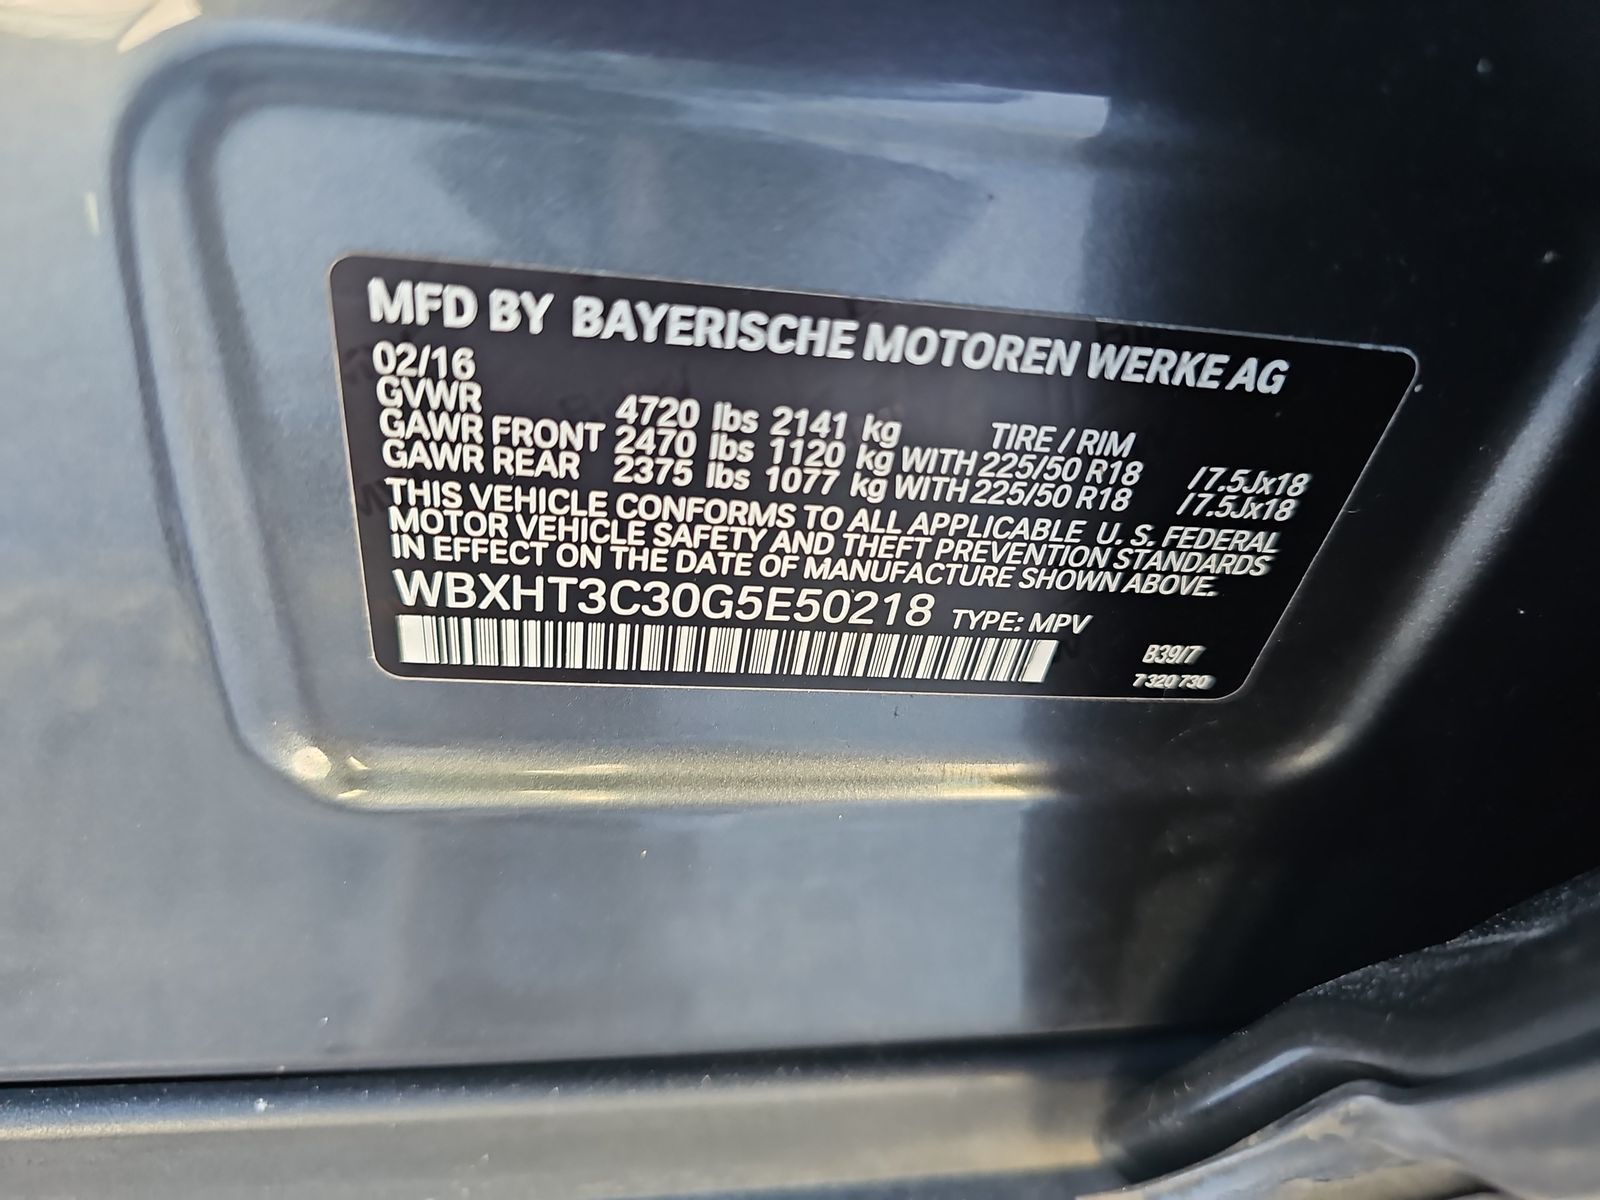 MFD BY BAYERISCHE MOTOREN WERKE AG
02/16
GVWR 4720 lbs 2141 kg TIRE / RIM
GAWR FRONT 2470 lbs 1120 kg WITH 225/50 R18 /7.5Jx18
GAWR REAR 2375 lbs 1077 kg WITH 225/50 R18 /7.5Jx18
THIS VEHICLE CONFORMS TO ALL APPLICABLE U. S. FEDERAL
MOTOR VEHICLE SAFETY AND THEFT PREVENTION STANDARDS
IN EFFECT ON THE DATE OF MANUFACTURE SHOWN ABOVE.
WBXHT3C30G5E50218 TYPE: MPV
B39/7
7 320 730